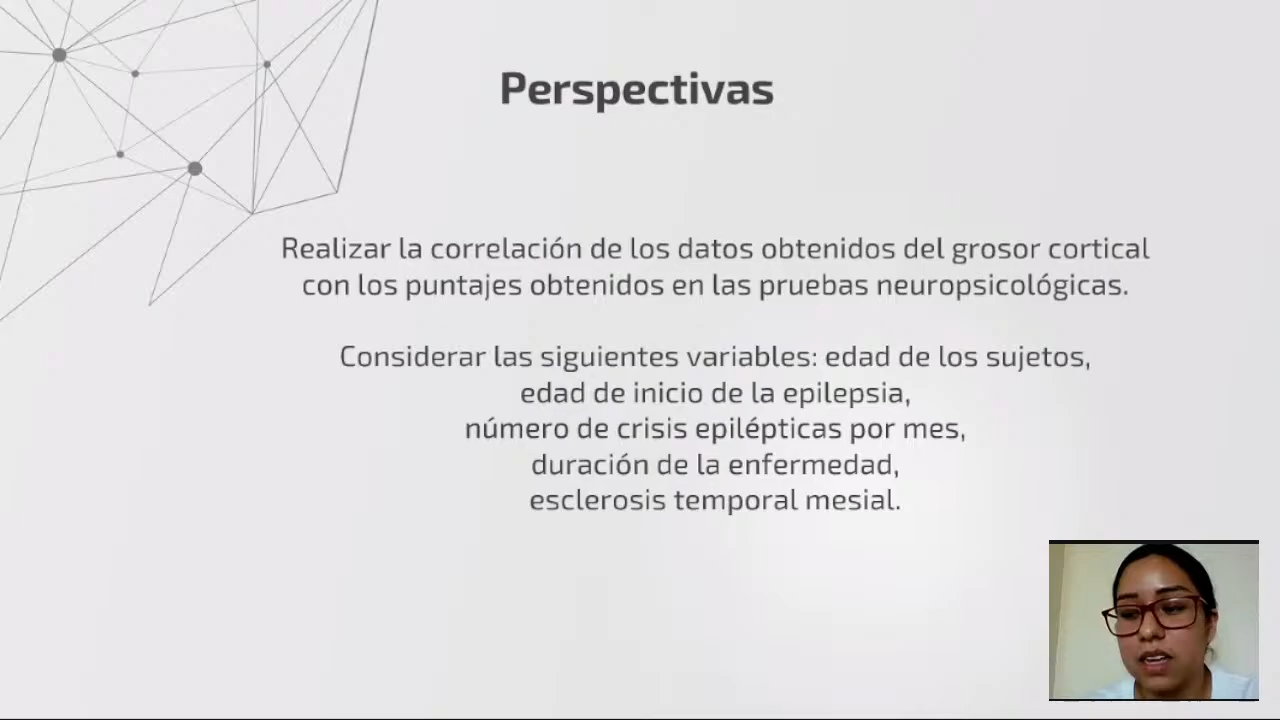 Perspectivas
Realizar la correlación de los datos obtenidos del grosor cortical
con los puntajes obtenidos en las pruebas neuropsicológicas.
Considerar las siguientes variables: edad de los sujetos,
edad de inicio de la epilepsia,
número de crisis epilépticas por mes,
duración de la enfermedad,
esclerosis temporal mesial.